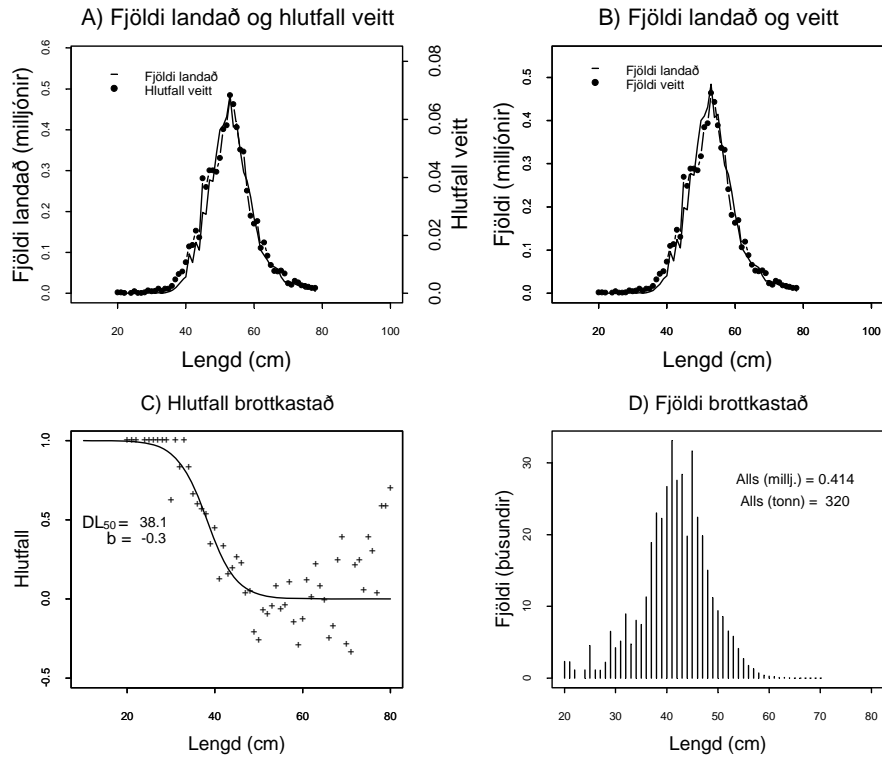 A) Fjöldi landað og hlutfall veitt
Fjöldi landað (milljónir)
0.0
0.1
0.2
0.3
0.4
0.5
0.6
Fjöldi landað
Hlutfall veitt
0.00
0.02
0.04
0.06
0.08
Hlutfall veitt
20
40
60
80
100
Lengd (cm)
B) Fjöldi landað og veitt
Fjöldi (milljónir)
0.0
0.1
0.2
0.3
0.4
0.5
Fjöldi landað
Fjöldi veitt
20
40
60
80
100
Lengd (cm)
C) Hlutfall brottkastað
Hlutfall
-0.5
0.0
0.5
1.0
DL50 = 38.1
b = -0.3
20
40
60
80
Lengd (cm)
D) Fjöldi brottkastað
Fjöldi (þúsundir)
0
10
20
30
Alls (millj.) = 0.414
Alls (tonn) = 320
20
30
40
50
60
70
80
Lengd (cm)